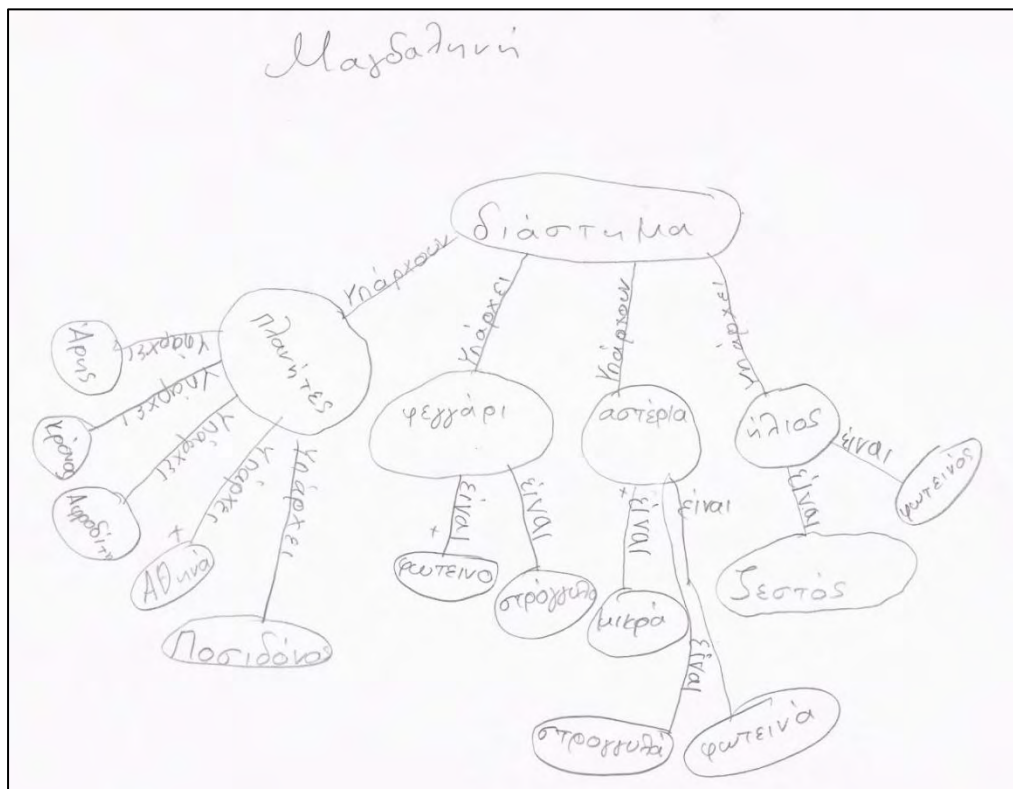 Μαγδαληνή
διάστημα
Υπάρχουν
Υπάρχει
Υπάρχουν
Υπάρχει
πλανήτες
φεγγάρι
αστέρια
ήλιος
Υπάρχει
Άρης
Υπάρχει
Κρόνος
Υπάρχει
Αφροδίτη
Υπάρχει
+
Αθηνά
Υπάρχει
Ποσιδόνας
είναι
+
φωτεινο
είναι
στρόγγυλο
+
είναι
μικρά
είναι
είναι
στρογγυλά
φωτεινά
είναι
ζεστός
είναι
φωτεινός